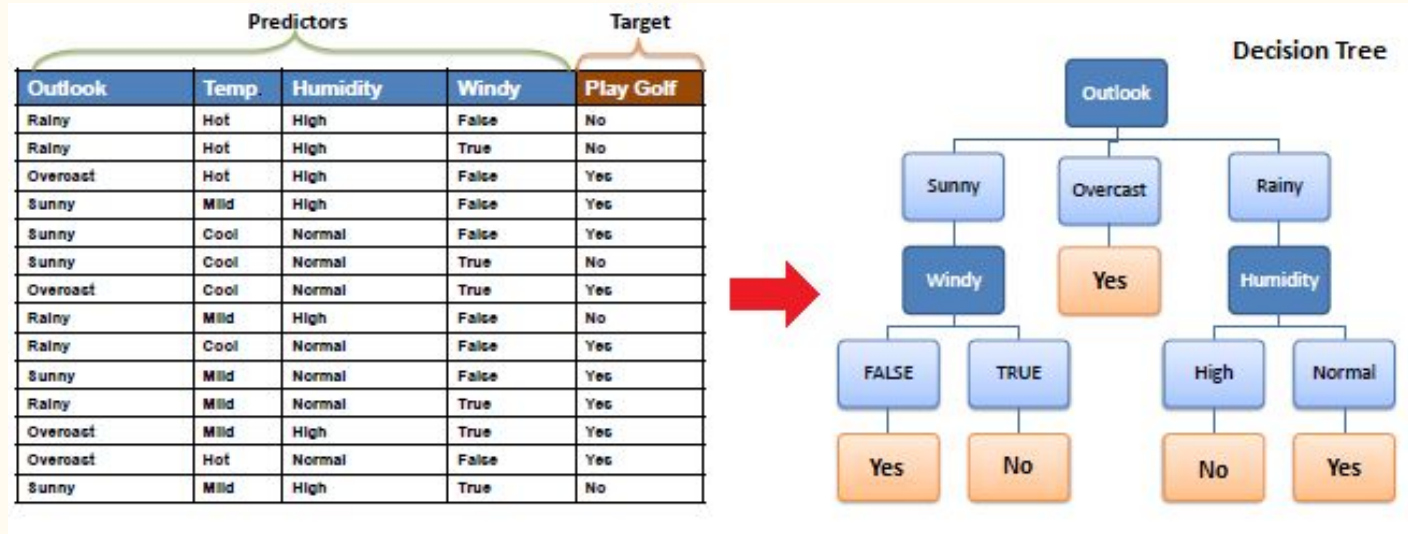 Predictors Target
Outlook Temp. Humidity Windy Play Golf
Rainy Hot High False No
Rainy Hot High True No
Overcast Hot High False Yes
Sunny Mild High False Yes
Sunny Cool Normal False Yes
Sunny Cool Normal True No
Overcast Cool Normal True Yes
Rainy Mild High False No
Rainy Cool Normal False Yes
Sunny Mild Normal False Yes
Rainy Mild Normal True Yes
Overcast Mild High True Yes
Overcast Hot Normal False Yes
Sunny Mild High True No
Decision Tree
Outlook
Sunny Overcast Rainy
Windy Yes Humidity
FALSE TRUE High Normal
Yes No No Yes